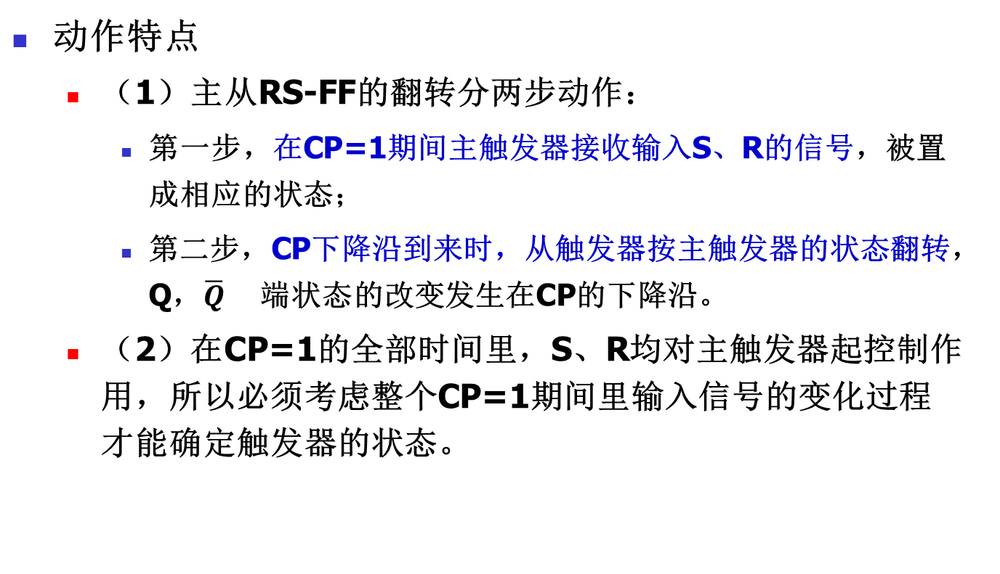 动作特点
（1）主从RS-FF的翻转分两步动作：
第一步，在CP=1期间主触发器接收输入S、R的信号，被置
成相应的状态；
第二步，CP下降沿到来时，从触发器按主触发器的状态翻转，
Q，Q̅ 端状态的改变发生在CP的下降沿。
（2）在CP=1的全部时间里，S、R均对主触发器起控制作
用，所以必须考虑整个CP=1期间里输入信号的变化过程
才能确定触发器的状态。